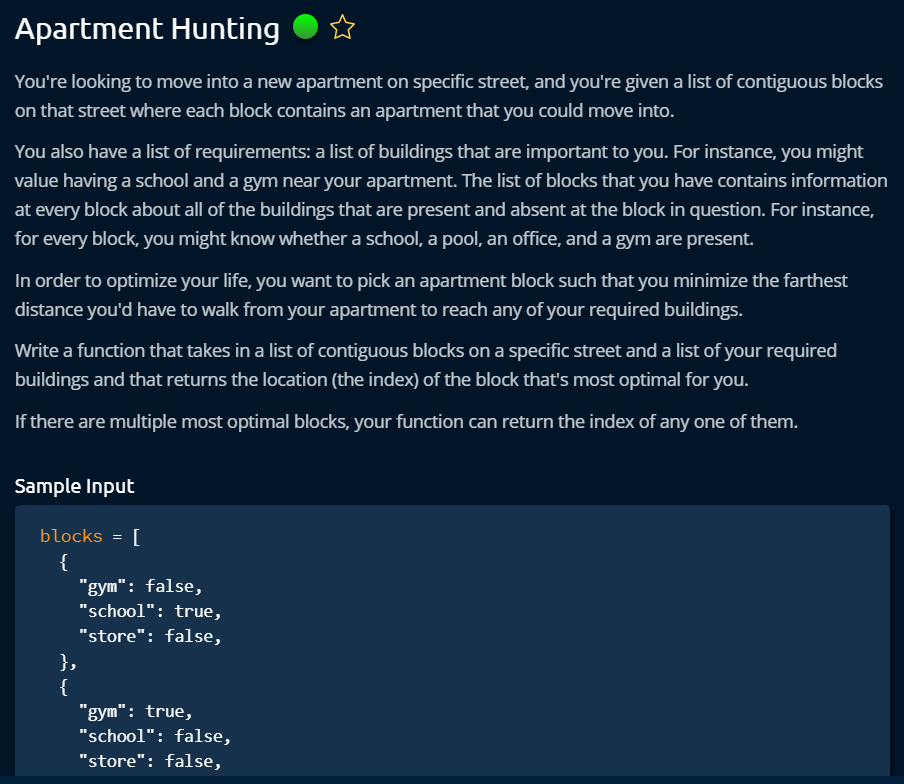 Apartment Hunting
You're looking to move into a new apartment on specific street, and you're given a list of contiguous blocks
on that street where each block contains an apartment that you could move into.
You also have a list of requirements: a list of buildings that are important to you. For instance, you might
value having a school and a gym near your apartment. The list of blocks that you have contains information
at every block about all of the buildings that are present and absent at the block in question. For instance,
for every block, you might know whether a school, a pool, an office, and a gym are present.
In order to optimize your life, you want to pick an apartment block such that you minimize the farthest
distance you'd have to walk from your apartment to reach any of your required buildings.
Write a function that takes in a list of contiguous blocks on a specific street and a list of your required
buildings and that returns the location (the index) of the block that's most optimal for you.
If there are multiple most optimal blocks, your function can return the index of any one of them.
Sample Input
blocks = [
{
"gym": false,
"school": true,
"store": false,
},
{
"gym": true,
"school": false,
"store": false,